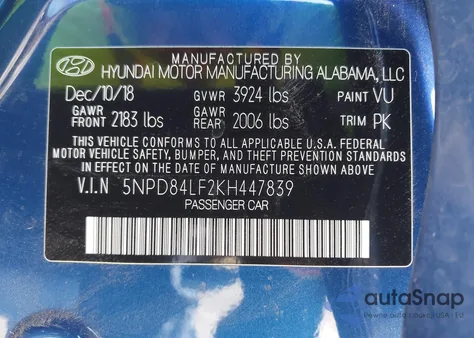 MANUFACTURED BY
HYUNDAI MOTOR MANUFACTURING ALABAMA, LLC
Dec/10/18 GVWR 3924 lbs PAINT VU
GAWR FRONT 2183 lbs GAWR REAR 2006 lbs TRIM PK
THIS VEHICLE CONFORMS TO ALL APPLICABLE U.S.A. FEDERAL
MOTOR VEHICLE SAFETY, BUMPER, AND THEFT PREVENTION STANDARDS
IN EFFECT ON THE DATE OF MANUFACTURE SHOWN ABOVE.
V.I.N 5NPD84LF2KH447839
PASSENGER CAR
autoSnap